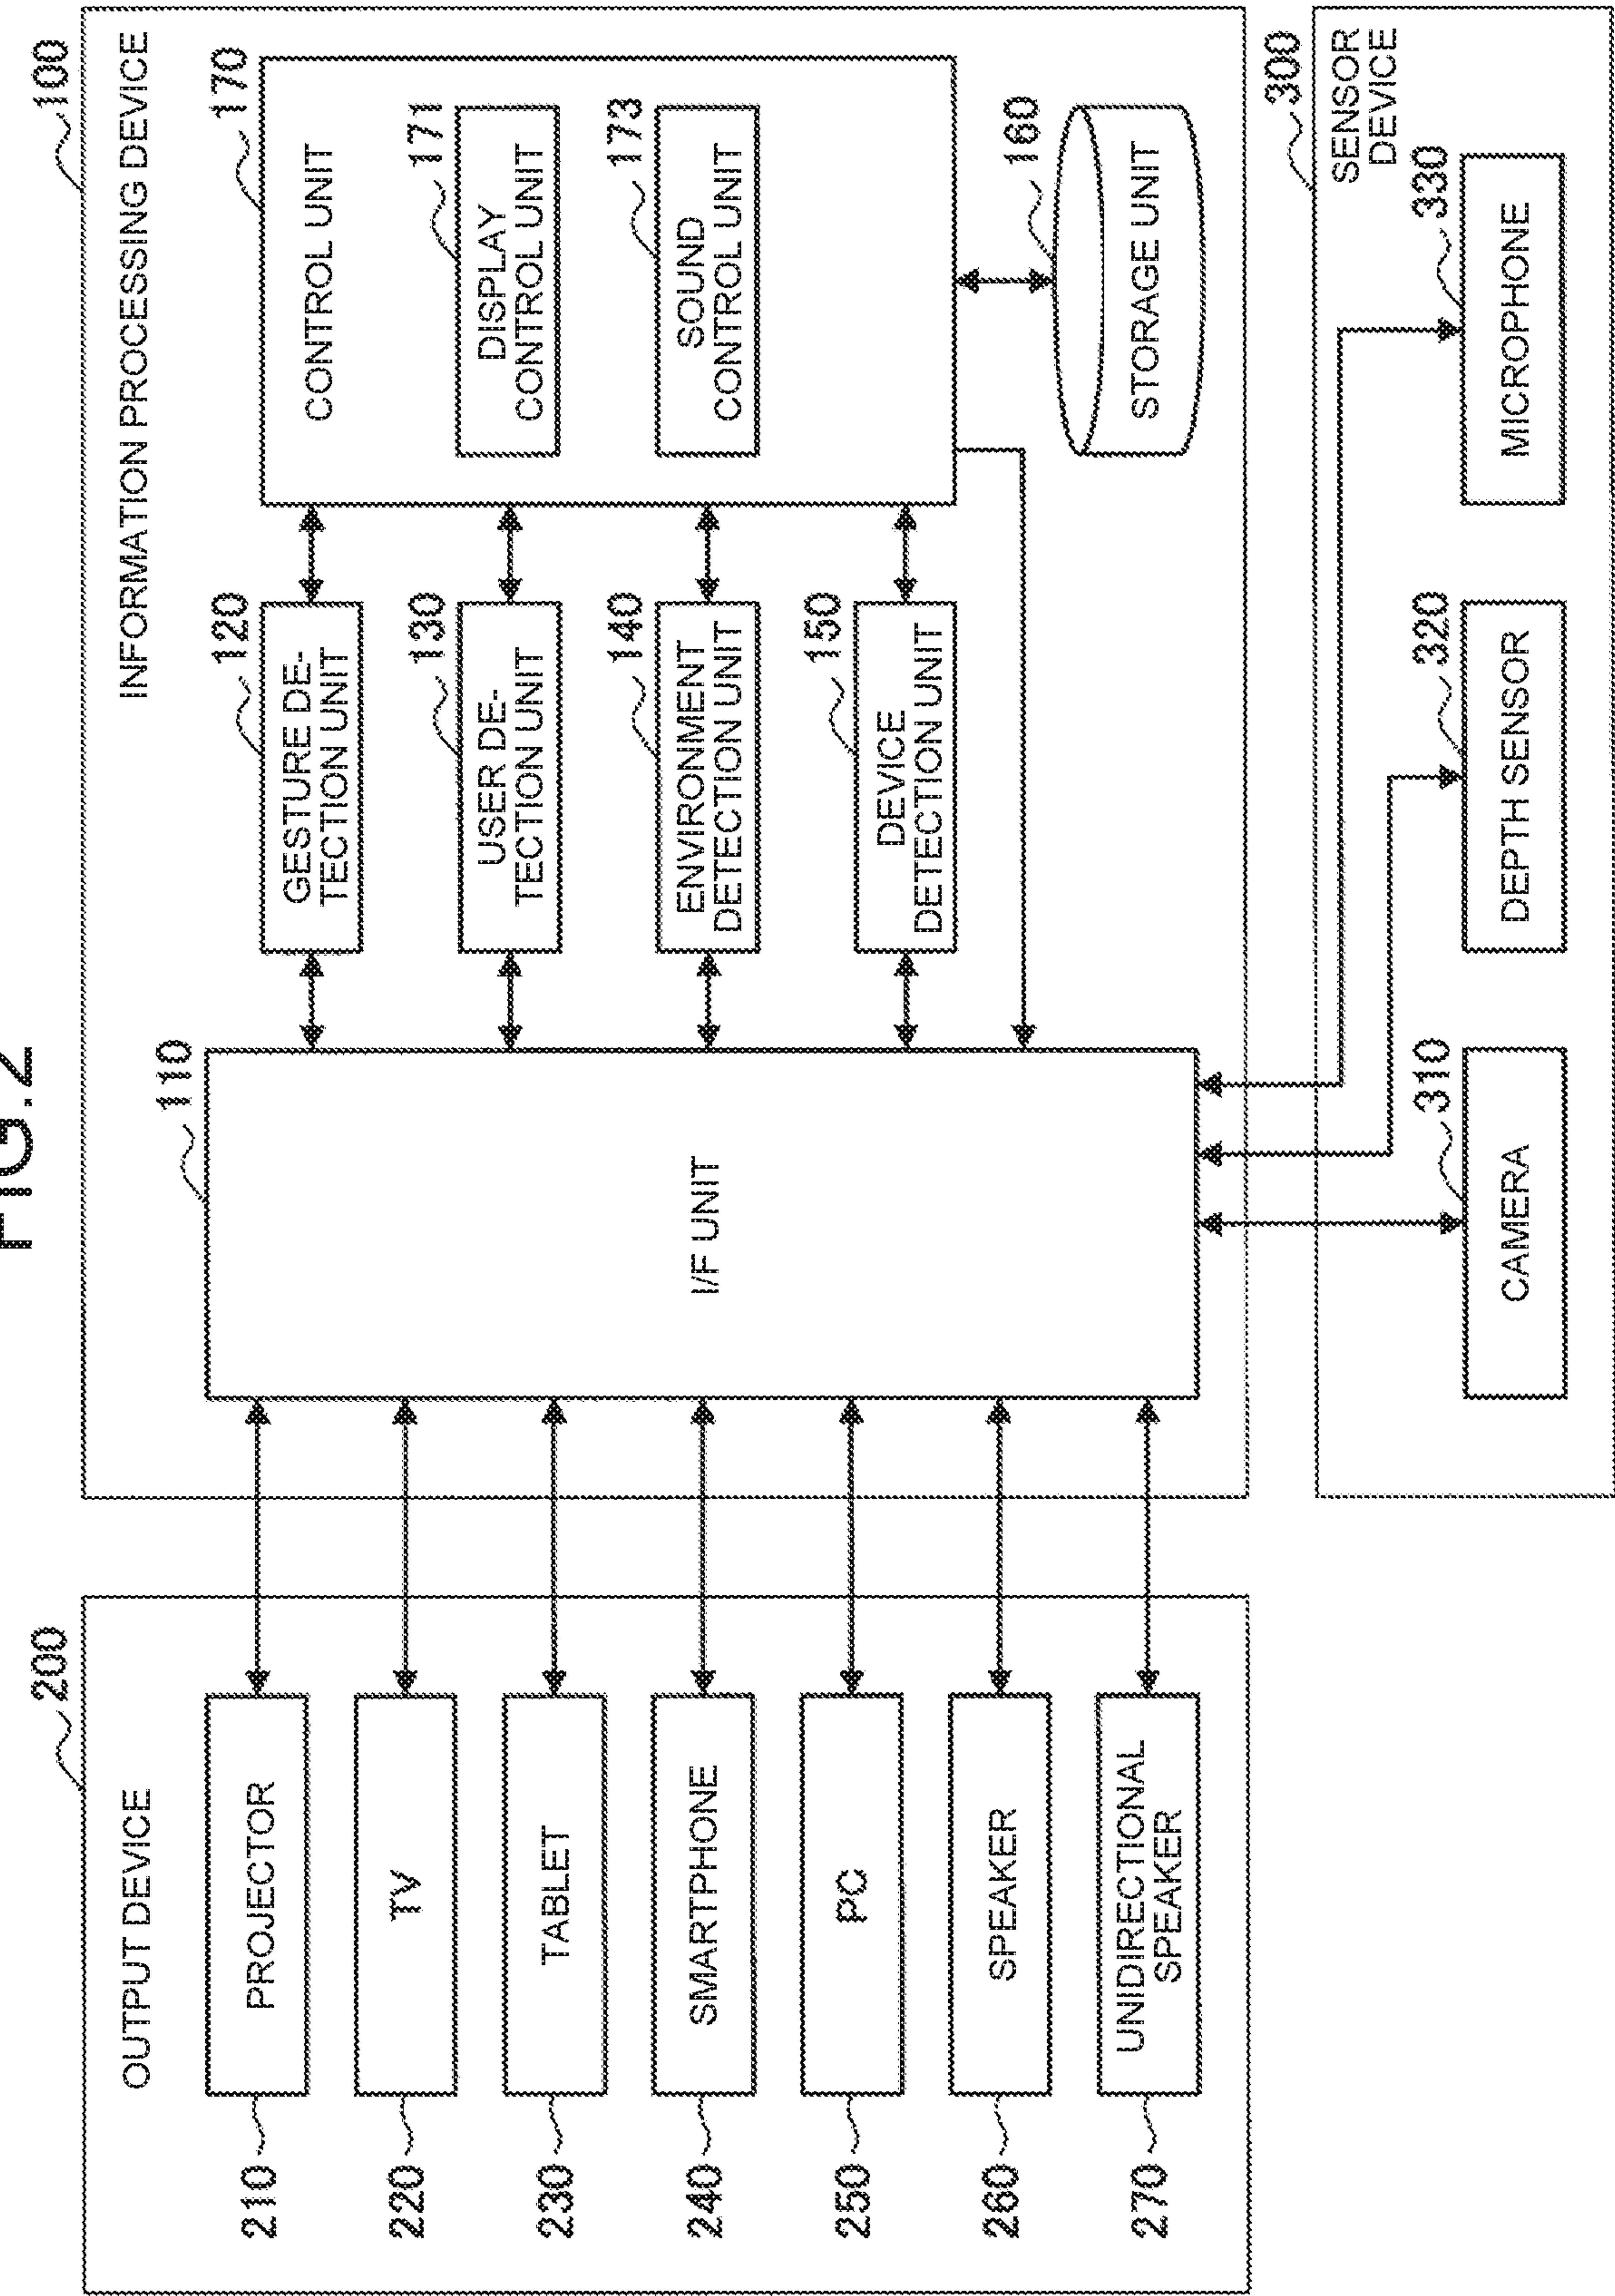 FIG.2
200
OUTPUT DEVICE
210
PROJECTOR
220
TV
230
TABLET
240
SMARTPHONE
250
PC
260
SPEAKER
270
UNIDIRECTIONAL
SPEAKER
100
INFORMATION PROCESSING DEVICE
110
I/F UNIT
120
GESTURE DE-
TECTION UNIT
130
USER DE-
TECTION UNIT
140
ENVIRONMENT
DETECTION UNIT
150
DEVICE
DETECTION UNIT
170
CONTROL UNIT
171
DISPLAY
CONTROL UNIT
173
SOUND
CONTROL UNIT
160
STORAGE UNIT
300
SENSOR
DEVICE
310
CAMERA
320
DEPTH SENSOR
330
MICROPHONE